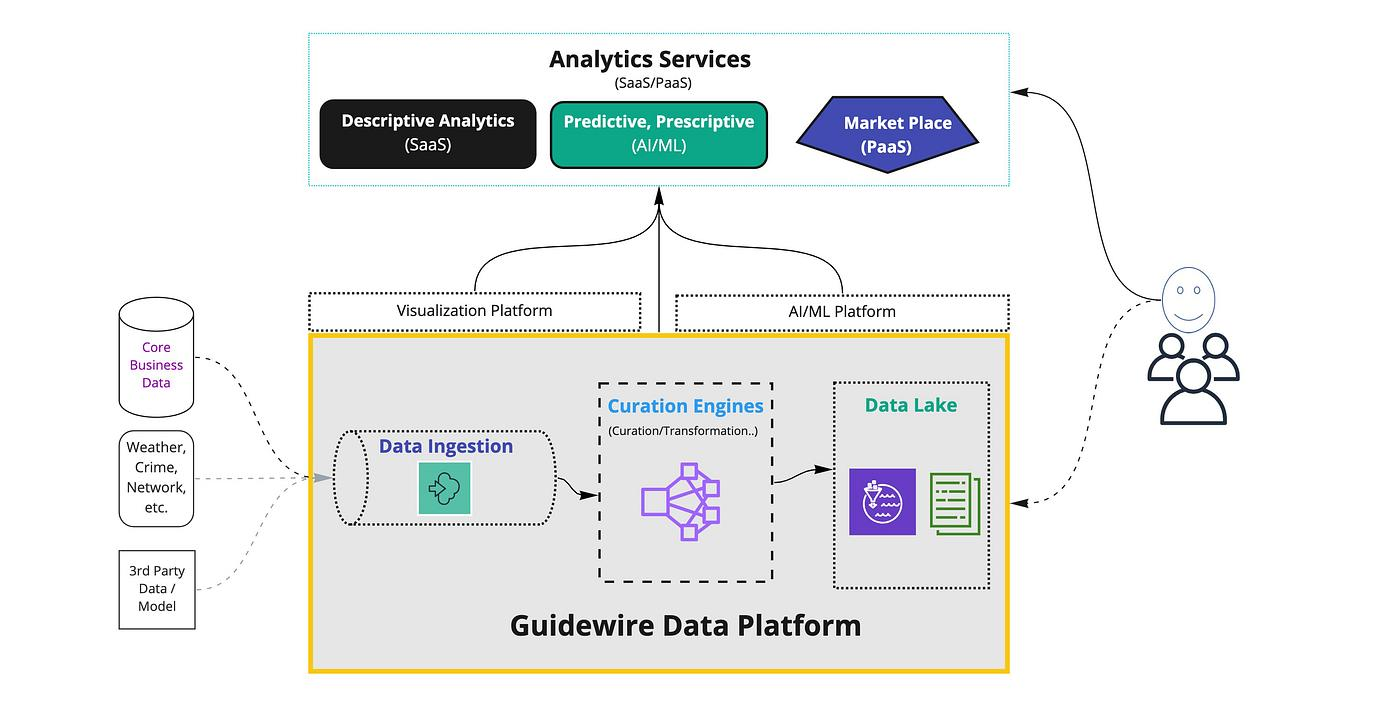 Analytics Services
(SaaS/PaaS)
Descriptive Analytics
(SaaS)
Predictive, Prescriptive
(AI/ML)
Market Place
(PaaS)
Visualization Platform
AI/ML Platform
Core
Business
Data
Weather,
Crime,
Network,
etc.
3rd Party
Data /
Model
Data Ingestion
Curation Engines
(Curation/Transformation..)
Data Lake
Guidewire Data Platform